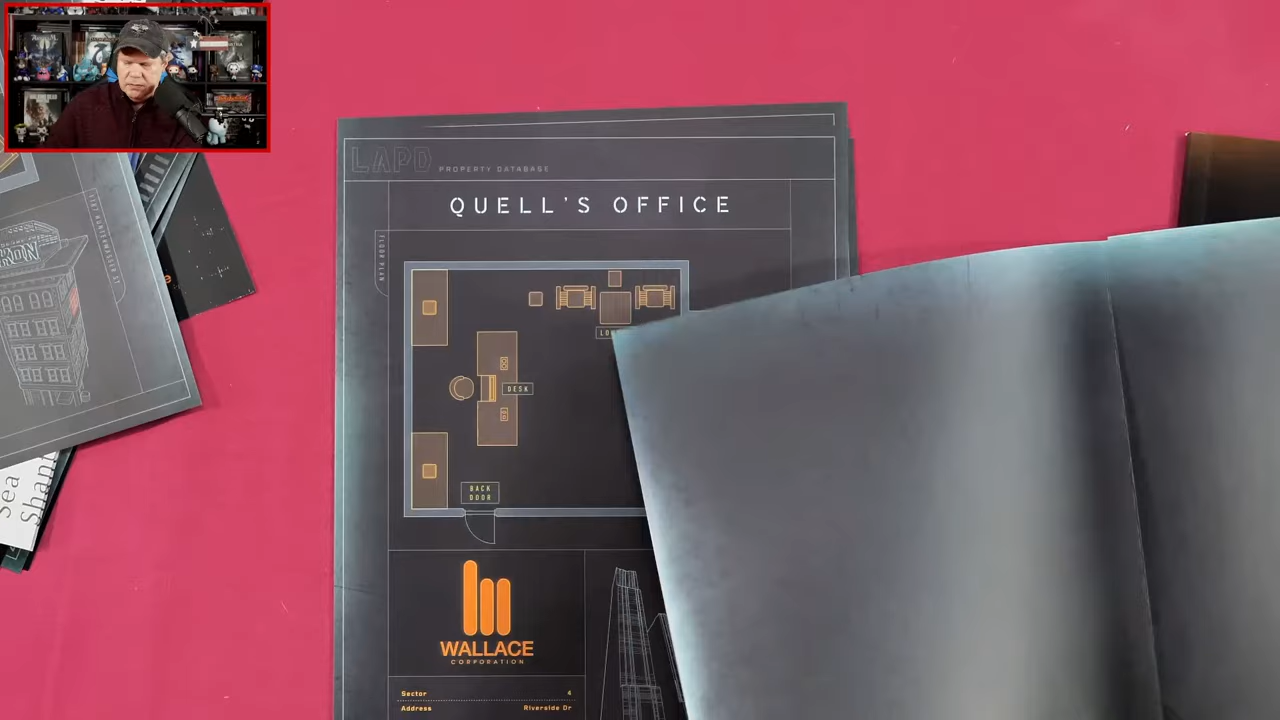 LAPD PROPERTY DATABASE
QUELL'S OFFICE
FLOOR PLAN
DESK
BACK
DOOR
WALLACE
CORPORATION
Sector 4
Address Riverside Dr
Sea